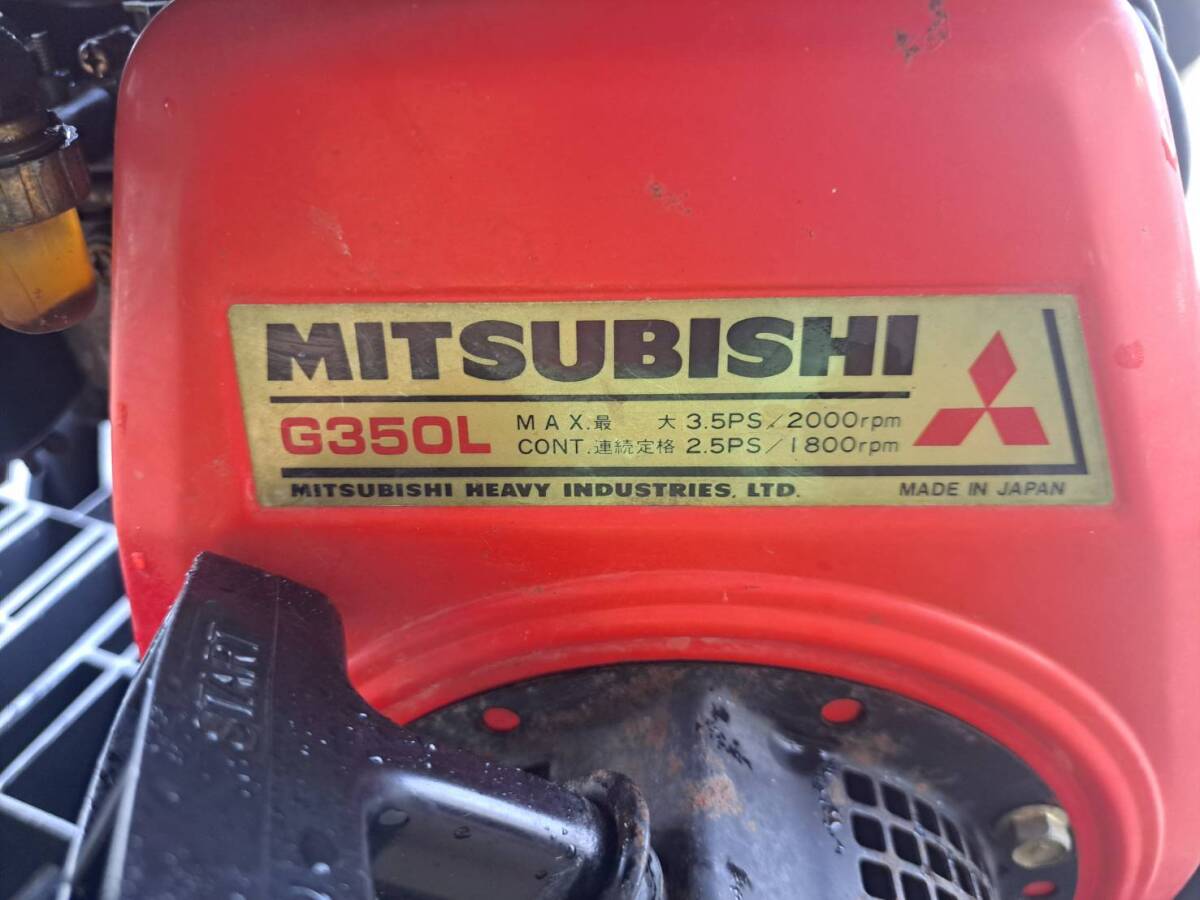 MITSUBISHI
G350L
MAX.最 大 3.5PS/2000rpm
CONT.連続定格 2.5PS/1800rpm
MITSUBISHI HEAVY INDUSTRIES, LTD.
MADE IN JAPAN
START